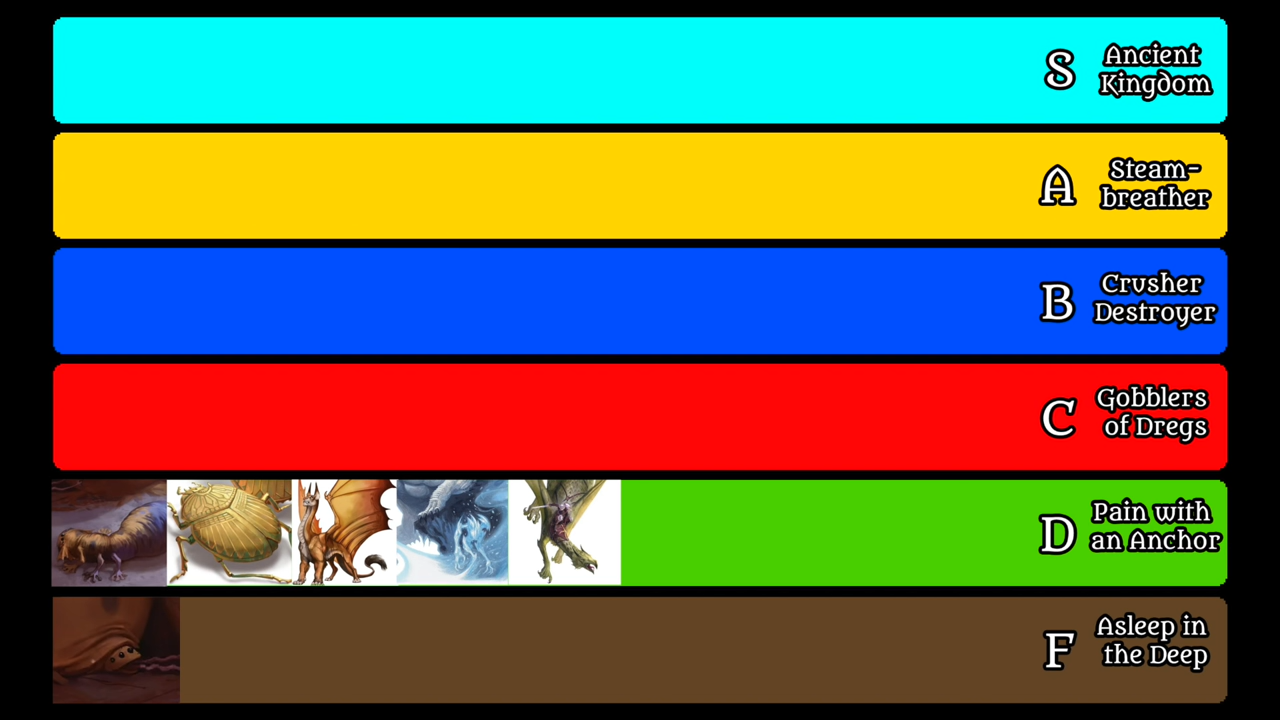 S
Ancient
Kingdom
A
Steam-
breather
B
Crusher
Destroyer
C
Gobblers
of Dregs
D
Pain with
an Anchor
F
Asleep in
the Deep